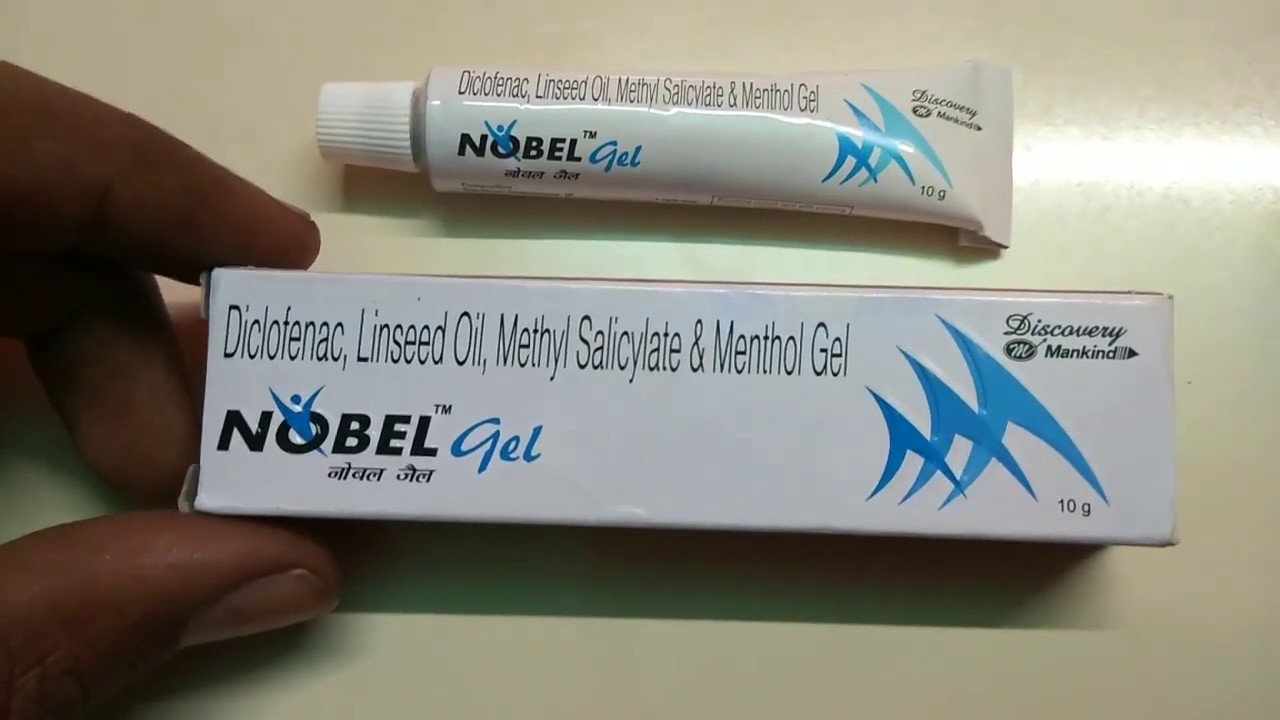 Diclofenac, Linseed Oil, Methyl Salicylate & Menthol Gel
Discovery
Mankind
NOBEL™ Gel
नोबल जैल
10 g
Diclofenac, Linseed Oil, Methyl Salicylate & Menthol Gel
Discovery
Mankind
NOBEL™ Gel
नोबल जैल
10 g